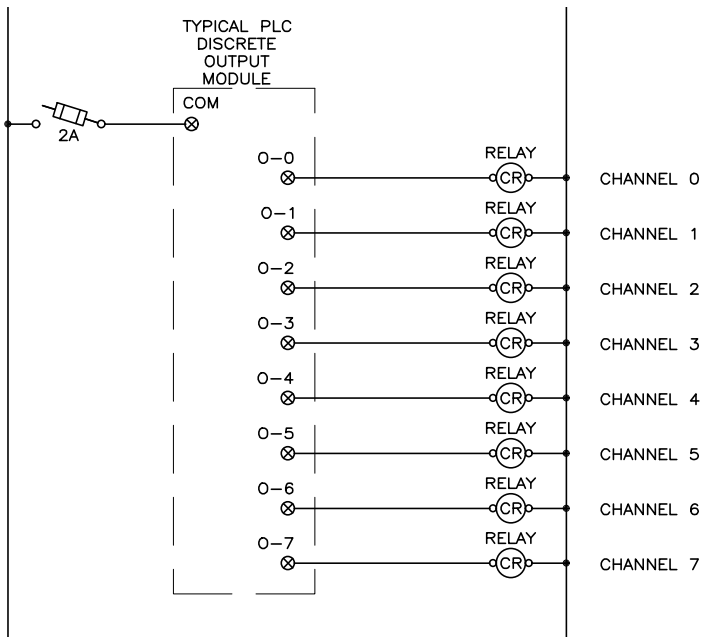 TYPICAL PLC
DISCRETE
OUTPUT
MODULE
COM
2A
O-0
RELAY
CR
CHANNEL 0
O-1
RELAY
CR
CHANNEL 1
O-2
RELAY
CR
CHANNEL 2
O-3
RELAY
CR
CHANNEL 3
O-4
RELAY
CR
CHANNEL 4
O-5
RELAY
CR
CHANNEL 5
O-6
RELAY
CR
CHANNEL 6
O-7
RELAY
CR
CHANNEL 7